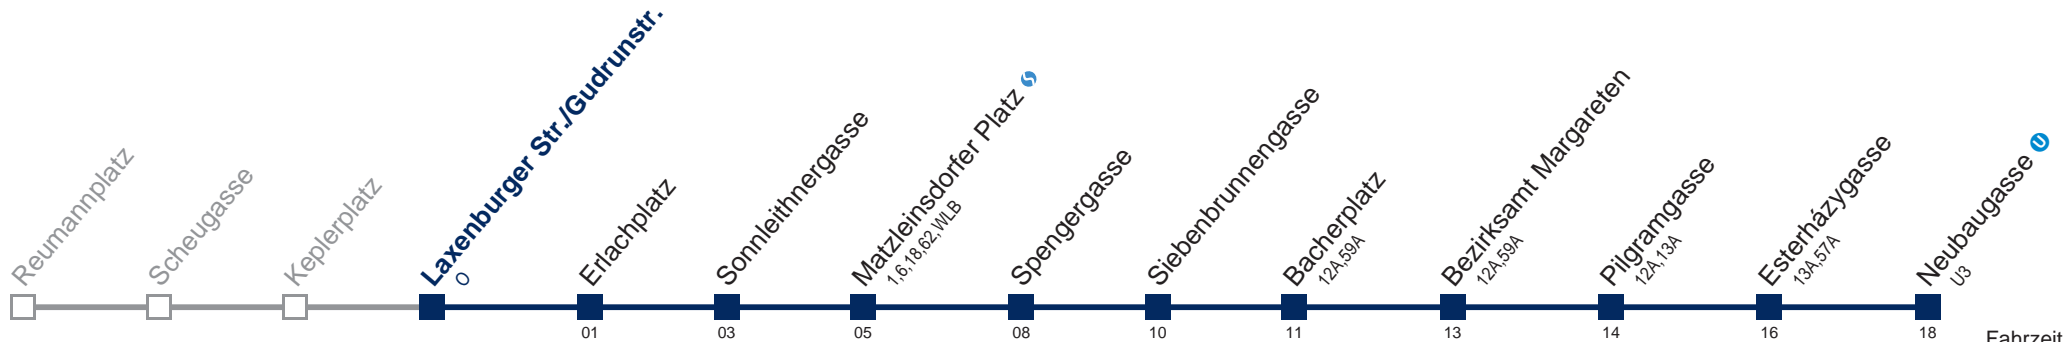 Reumannplatz
Scheugasse
Keplerplatz
Laxenburger Str./Gudrunstr.
O
Erlachplatz
Sonnleithnergasse
Matzleinsdorfer Platz S
1,6,18,62,WLB
Spengergasse
Siebenbrunnengasse
Bacherplatz
12A,59A
Bezirksamt Margareten
12A,59A
Pilgramgasse
12A,13A
Esterházygasse
13A,57A
Neubaugasse U
U3
01 03 05 08 10 11 13 14 16 18 Fahrzeit